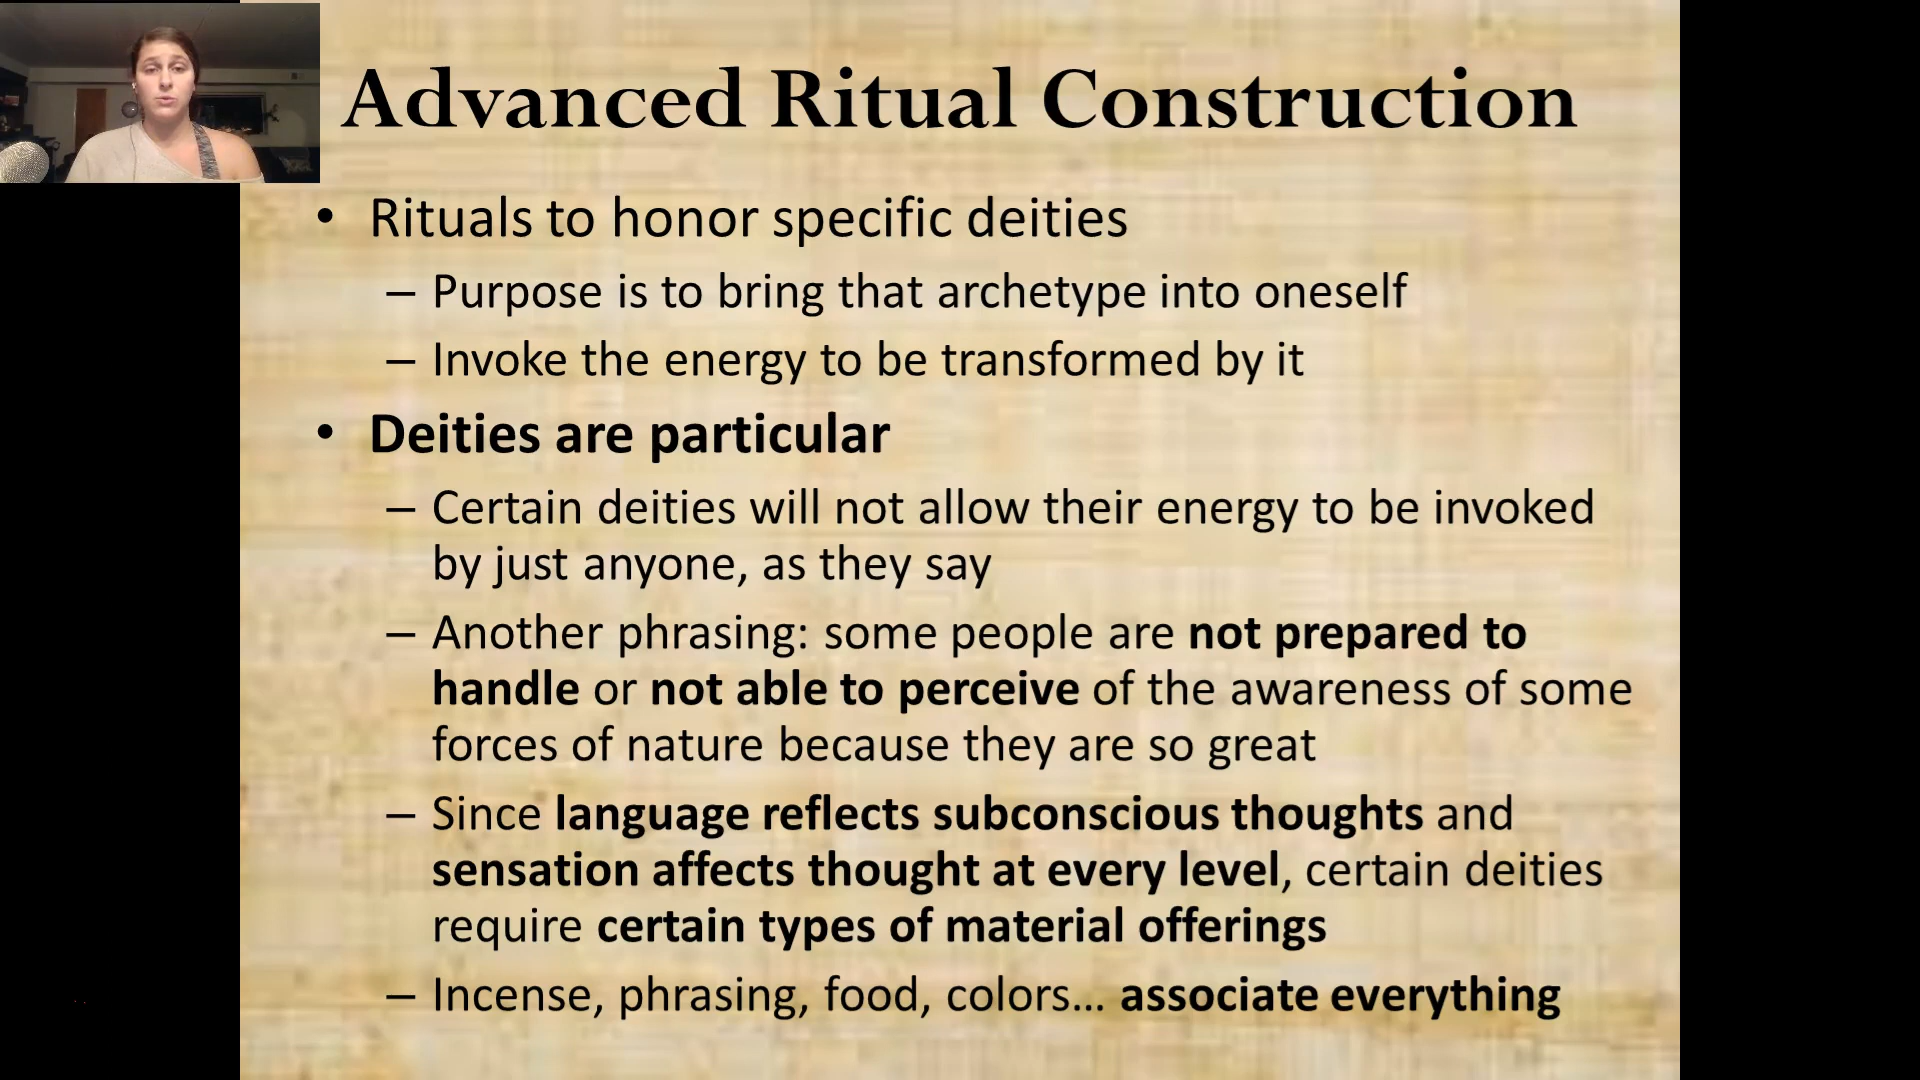 Advanced Ritual Construction
• Rituals to honor specific deities
– Purpose is to bring that archetype into oneself
– Invoke the energy to be transformed by it
• Deities are particular
– Certain deities will not allow their energy to be invoked
by just anyone, as they say
– Another phrasing: some people are not prepared to
handle or not able to perceive of the awareness of some
forces of nature because they are so great
– Since language reflects subconscious thoughts and
sensation affects thought at every level, certain deities
require certain types of material offerings
– Incense, phrasing, food, colors... associate everything